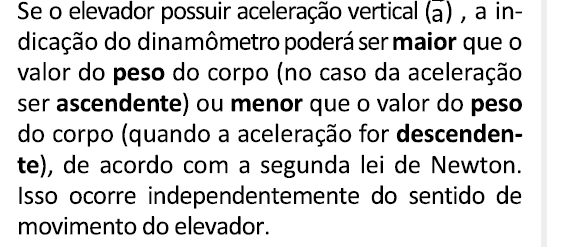 Se o elevador possuir aceleração vertical (a⃗) , a in-
dicação do dinamômetro poderá ser maior que o
valor do peso do corpo (no caso da aceleração
ser ascendente) ou menor que o valor do peso
do corpo (quando a aceleração for descenden-
te), de acordo com a segunda lei de Newton.
Isso ocorre independentemente do sentido de
movimento do elevador.